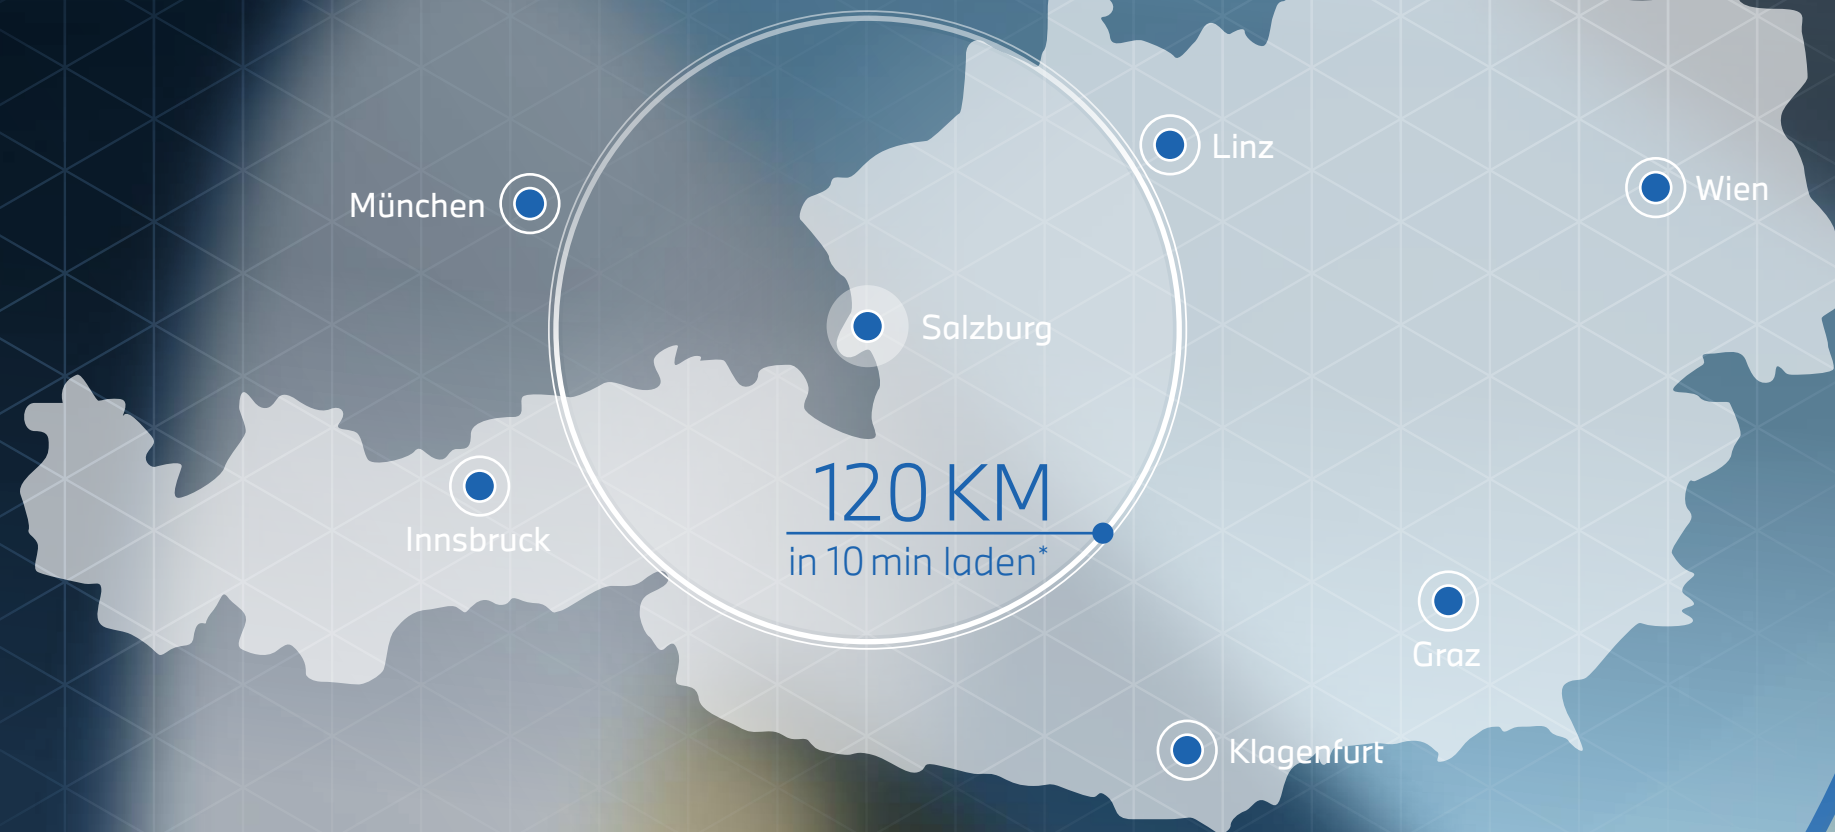 Linz
Wien
München
Salzburg
120 KM
in 10 min laden*
Innsbruck
Graz
Klagenfurt